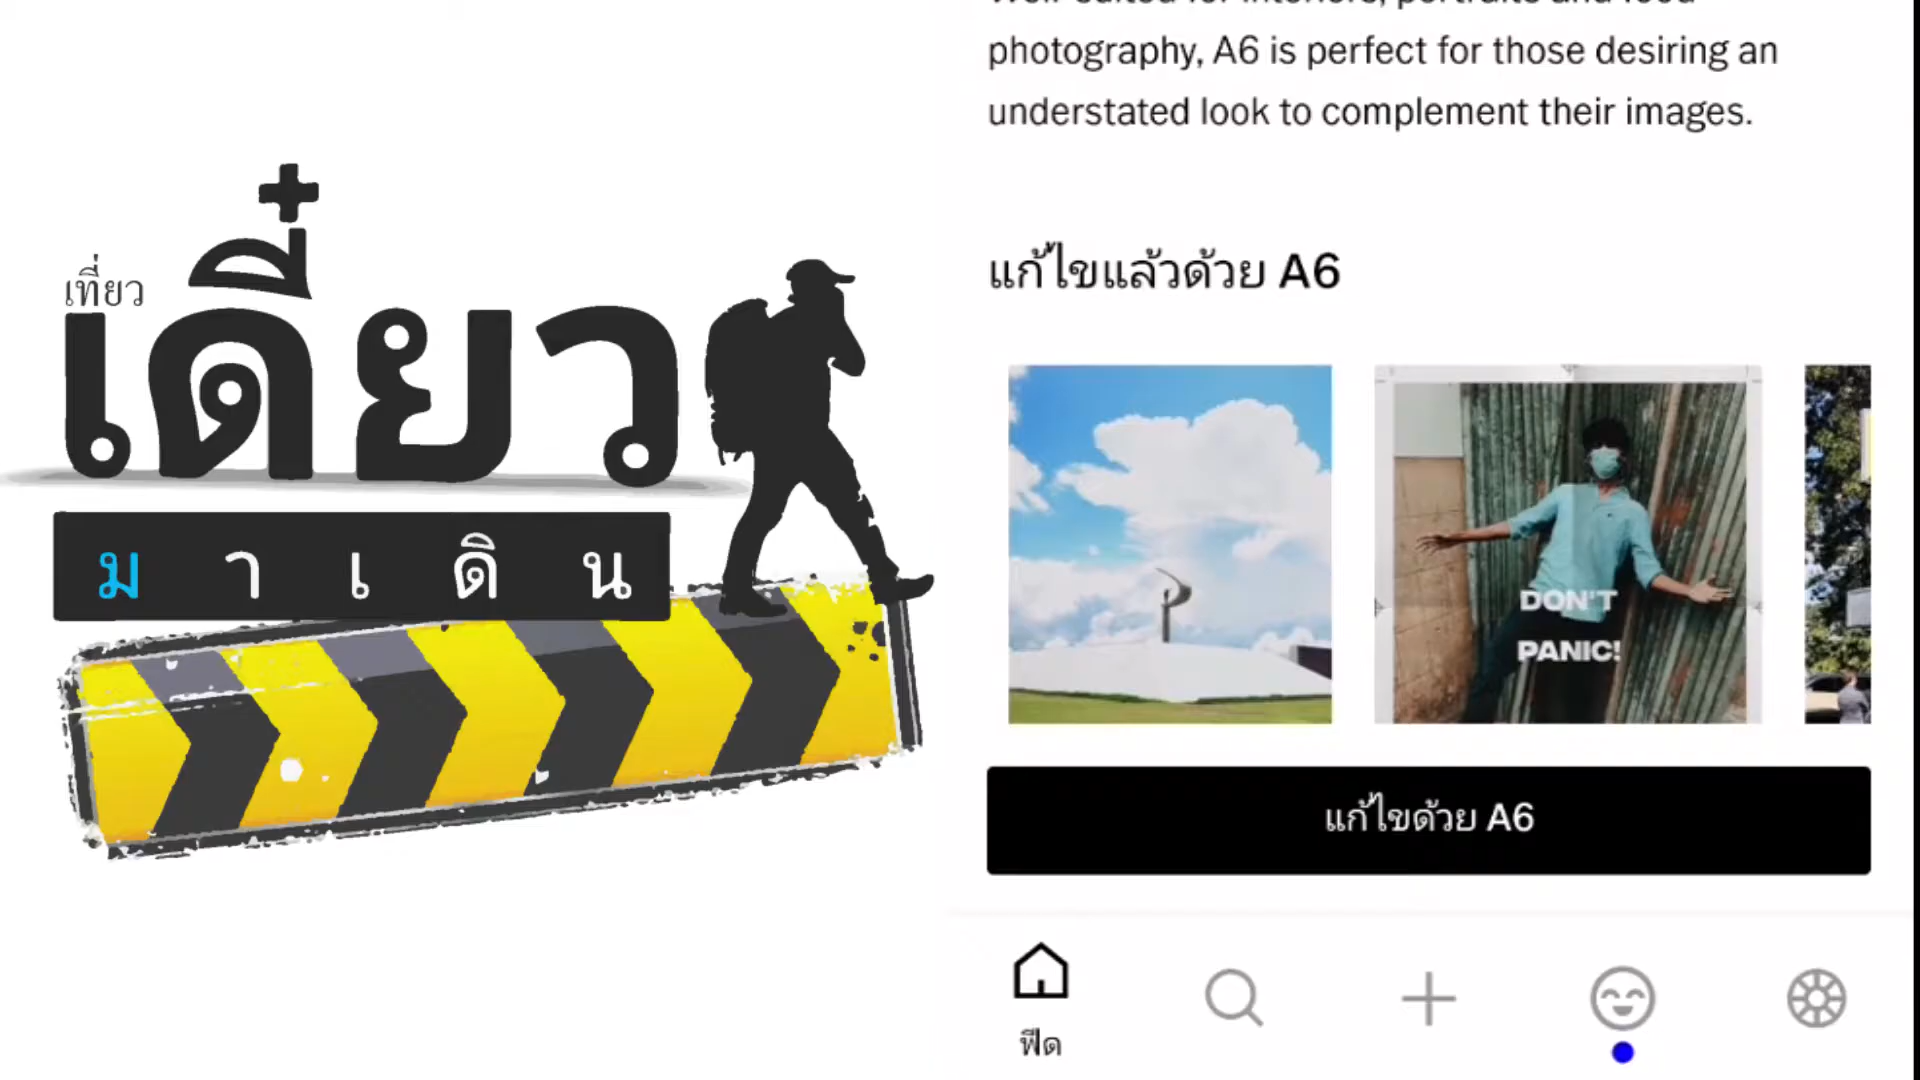 เที่ยว
เดี๋ยว
มาเดิน
photography, A6 is perfect for those desiring an
understated look to complement their images.
แก้ไขแล้วด้วย A6
DON'T
PANIC!
แก้ไขด้วย A6
ฟีด